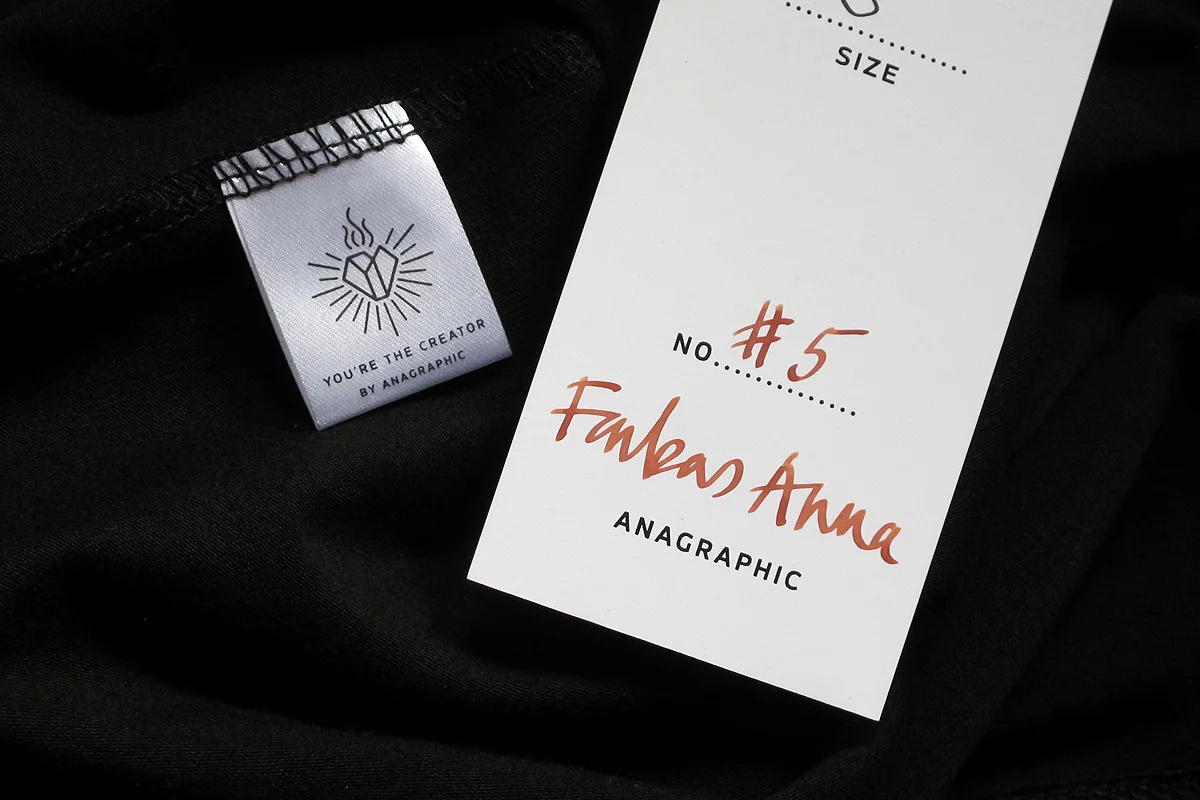 YOU'RE THE CREATOR
BY ANAGRAPHIC
SIZE
NO. #5
Farkas Anna
ANAGRAPHIC